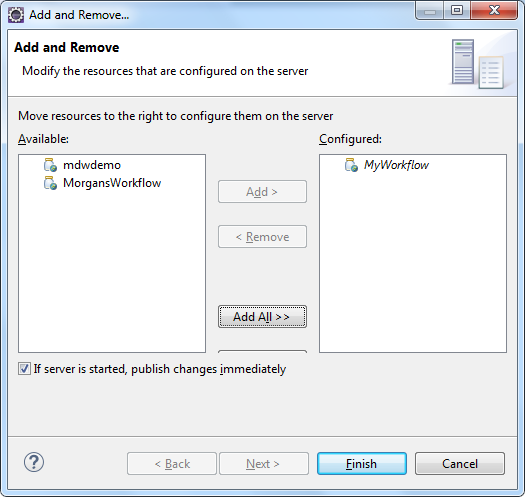 Add and Remove...
Add and Remove
Modify the resources that are configured on the server
Move resources to the right to configure them on the server
Available:
Configured:
mdwdemo
MorgansWorkflow
MyWorkflow
Add >
< Remove
Add All >>
If server is started, publish changes immediately
?
< Back
Next >
Finish
Cancel